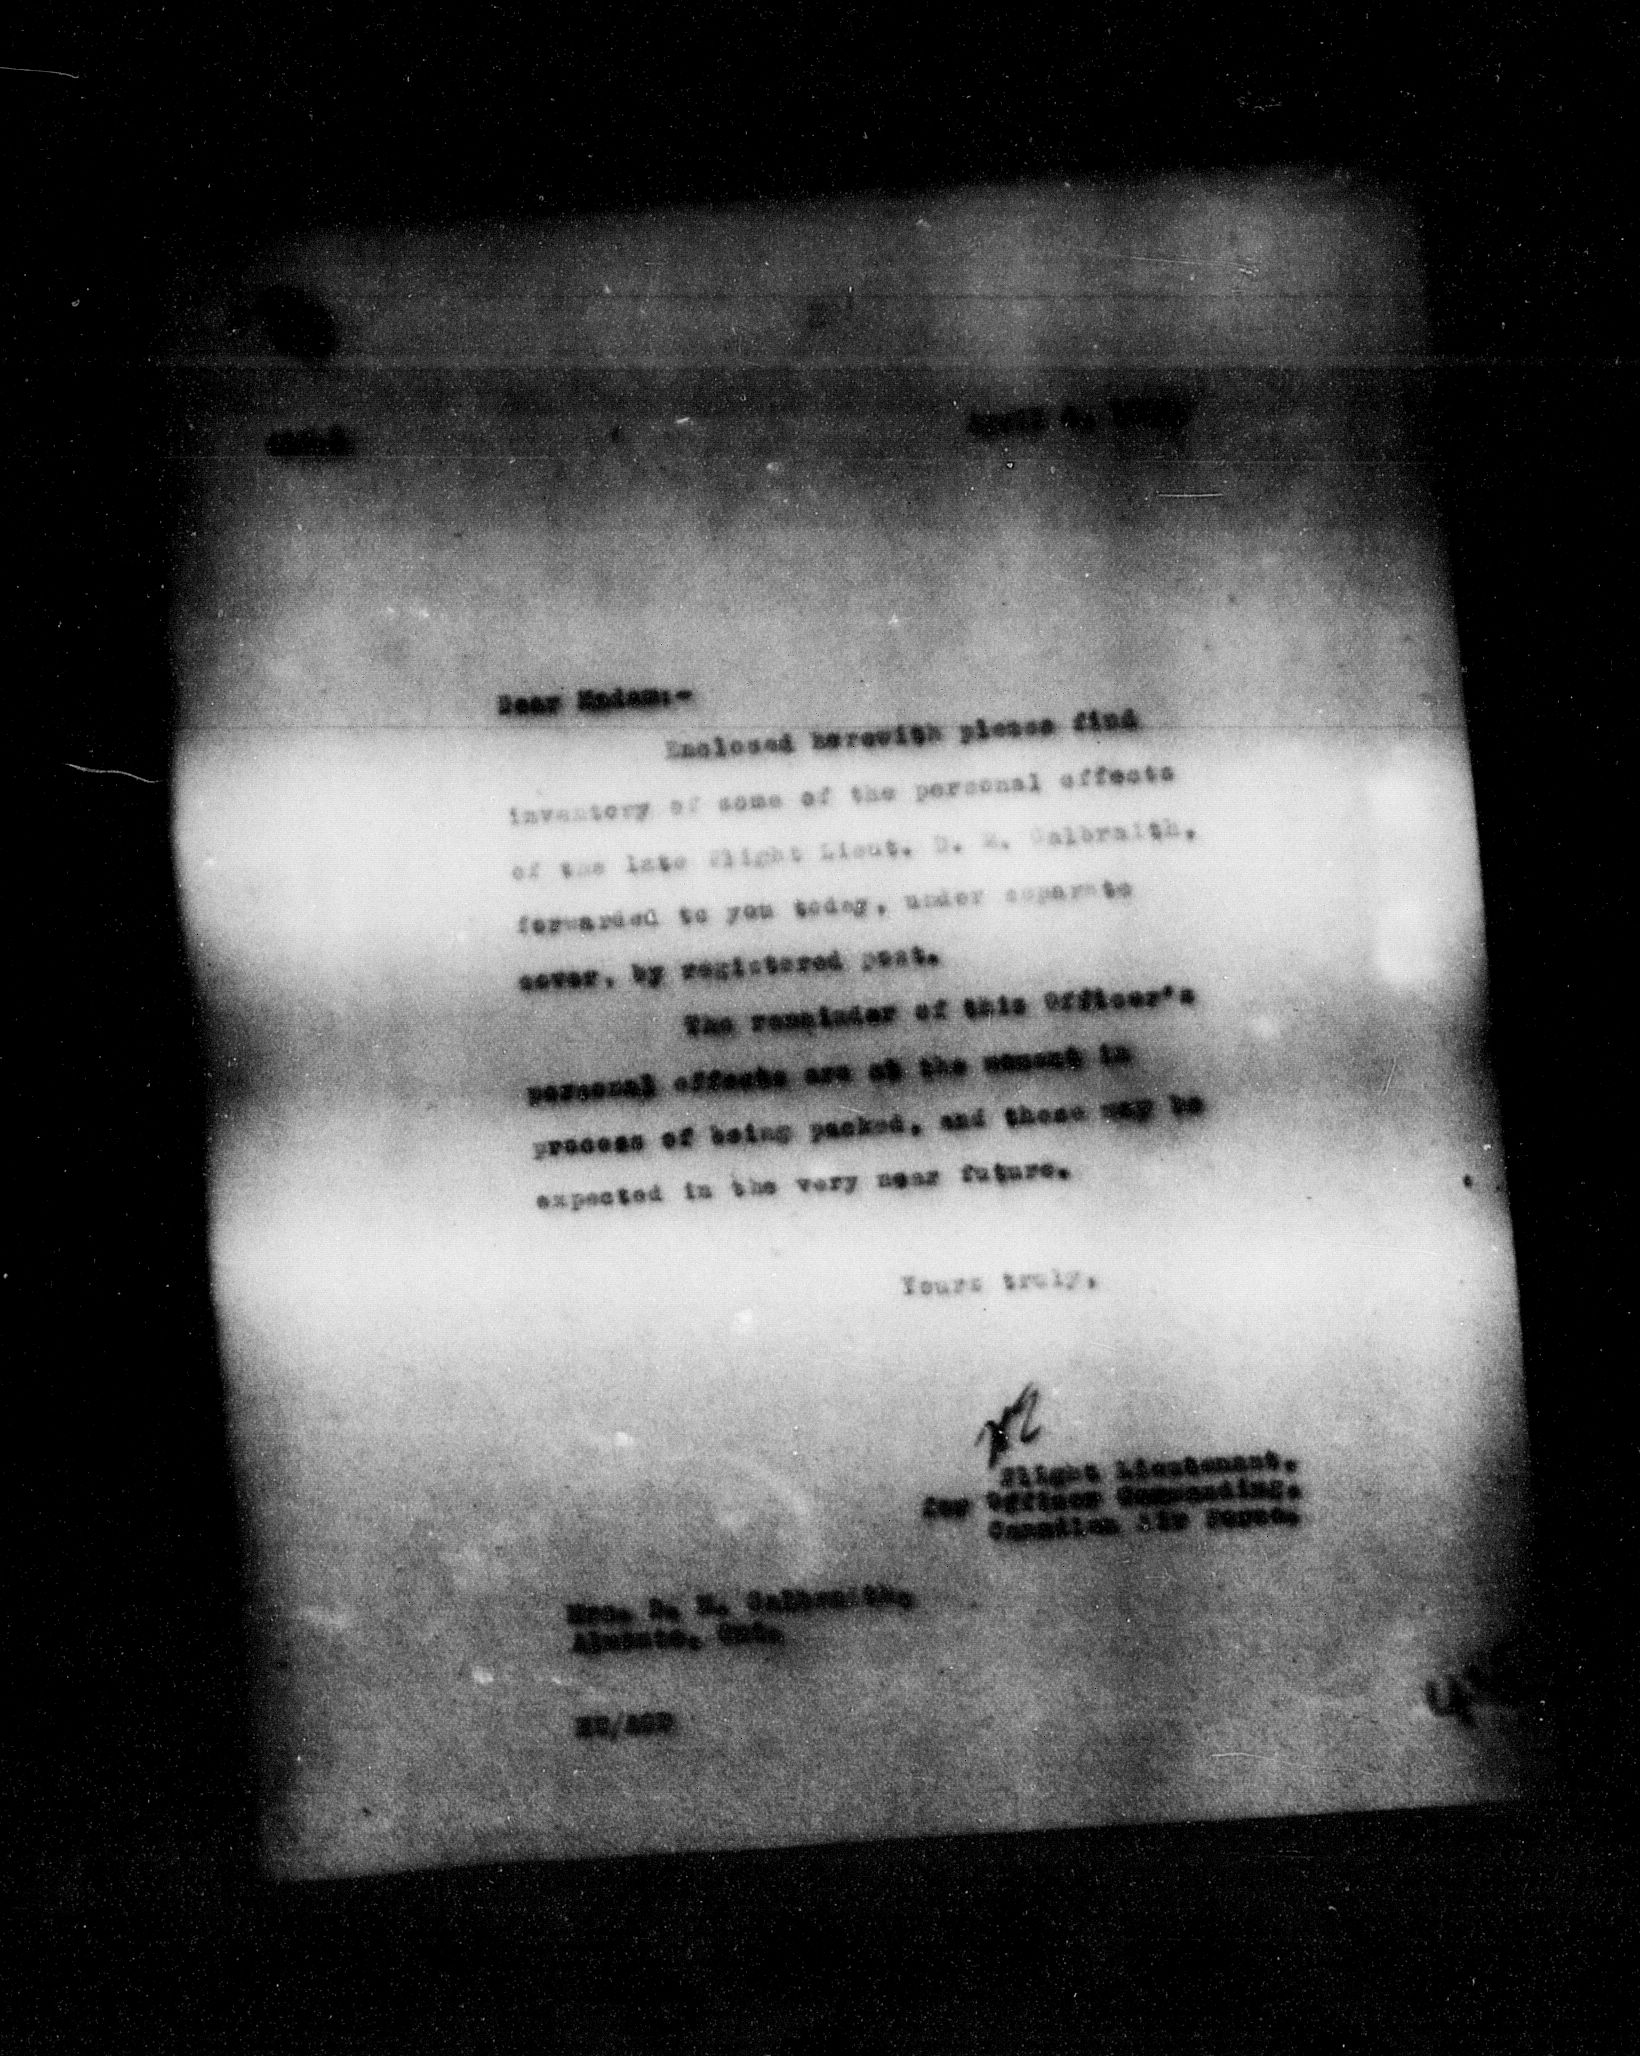 Dear Madam:-
Enclosed herewith please find
inventory of some of the personal effects
of the late Flight Lieut. D. M. Galbraith,
forwarded to you today, under separate
cover, by registered post.
The remainder of this Officer's
personal effects are at the moment in
process of being packed, and these may be
expected in the very near future.
Yours truly,
Flight Lieutenant,
for Officer Commanding,
Canadian Air Force.
Mrs. D. M. Galbraith,
Ont.